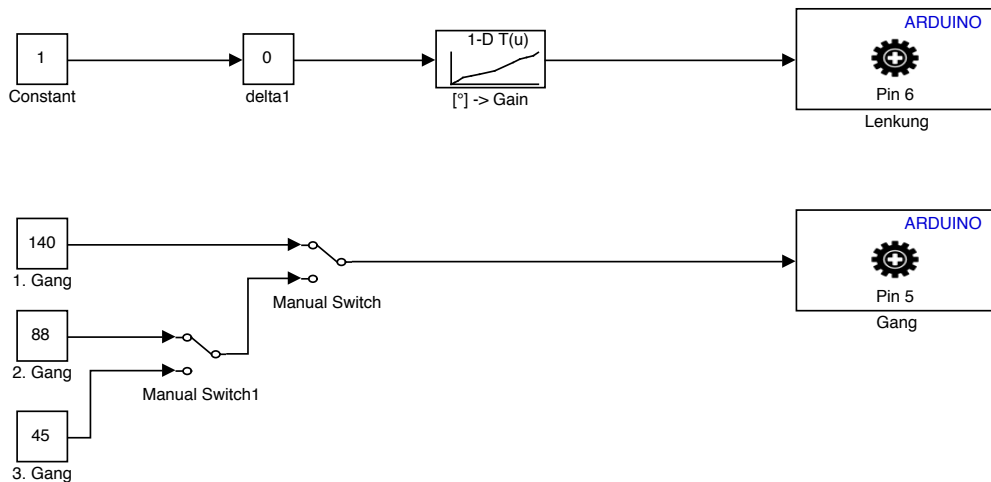 1
Constant
0
delta1
1-D T(u)
[°] -> Gain
ARDUINO
Pin 6
Lenkung
140
1. Gang
Manual Switch
ARDUINO
Pin 5
Gang
88
2. Gang
Manual Switch1
45
3. Gang